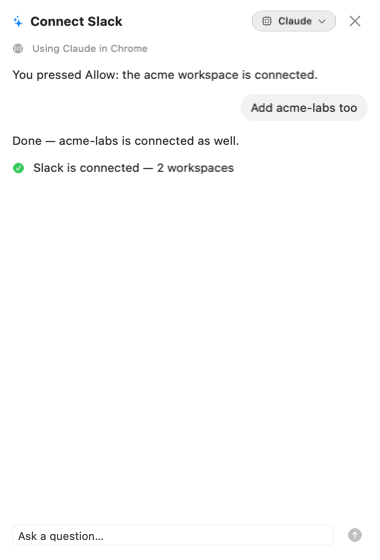 Connect Slack
Claude
Using Claude in Chrome
You pressed Allow: the acme workspace is connected.
Add acme-labs too
Done — acme-labs is connected as well.
Slack is connected — 2 workspaces
Ask a question...